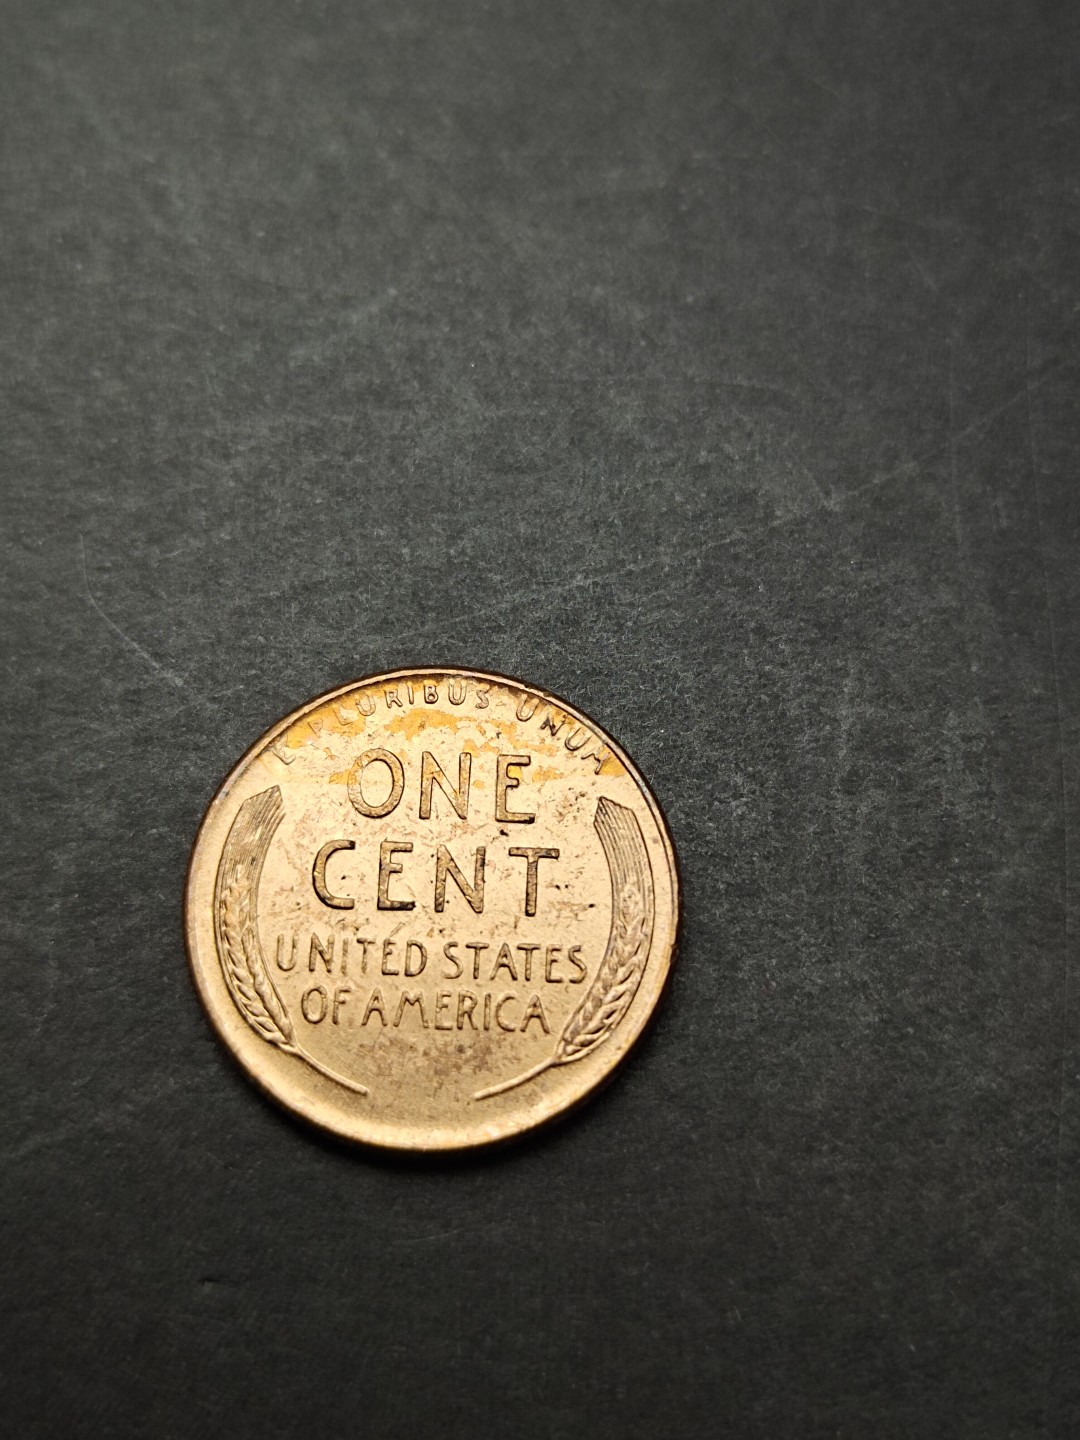 E PLURIBUS UNUM
ONE
CENT
UNITED STATES
OF AMERICA